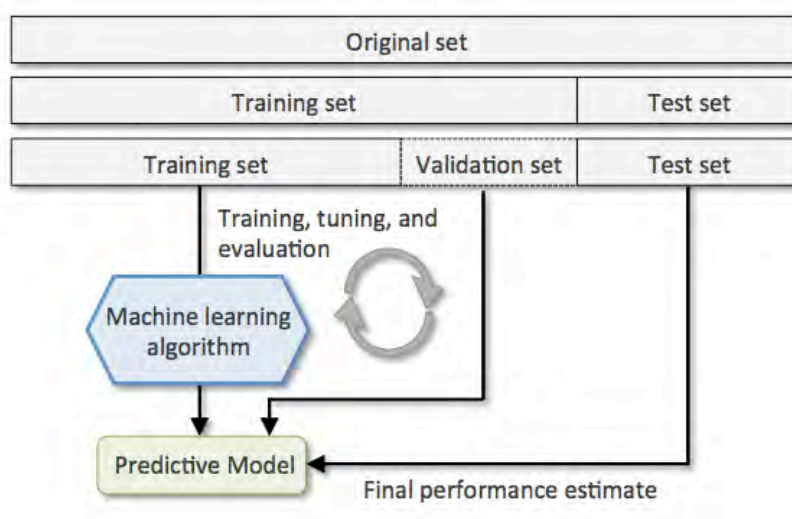 Original set
Training set
Test set
Training set
Validation set
Test set
Training, tuning, and
evaluation
Machine learning
algorithm
Predictive Model
Final performance estimate